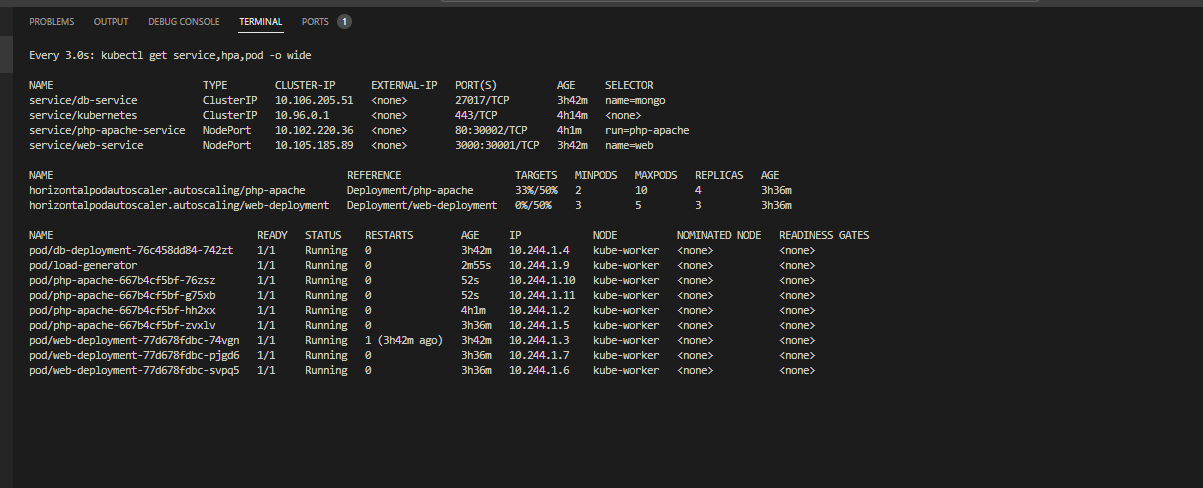 PROBLEMS OUTPUT DEBUG CONSOLE TERMINAL PORTS 1
Every 3.0s: kubectl get service,hpa,pod -o wide
NAME TYPE CLUSTER-IP EXTERNAL-IP PORT(S) AGE SELECTOR
service/db-service ClusterIP 10.106.205.51 <none> 27017/TCP 3h42m name=mongo
service/kubernetes ClusterIP 10.96.0.1 <none> 443/TCP 4h14m <none>
service/php-apache-service NodePort 10.102.220.36 <none> 80:30002/TCP 4h1m run=php-apache
service/web-service NodePort 10.105.185.89 <none> 3000:30001/TCP 3h42m name=web
NAME REFERENCE TARGETS MINPODS MAXPODS REPLICAS AGE
horizontalpodautoscaler.autoscaling/php-apache Deployment/php-apache 33%/50% 2 10 4 3h36m
horizontalpodautoscaler.autoscaling/web-deployment Deployment/web-deployment 0%/50% 3 5 3 3h36m
NAME READY STATUS RESTARTS AGE IP NODE NOMINATED NODE READINESS GATES
pod/db-deployment-76c458dd84-742zt 1/1 Running 0 3h42m 10.244.1.4 kube-worker <none> <none>
pod/load-generator 1/1 Running 0 2m55s 10.244.1.9 kube-worker <none> <none>
pod/php-apache-667b4cf5bf-76zsz 1/1 Running 0 52s 10.244.1.10 kube-worker <none> <none>
pod/php-apache-667b4cf5bf-g75xb 1/1 Running 0 52s 10.244.1.11 kube-worker <none> <none>
pod/php-apache-667b4cf5bf-hh2xx 1/1 Running 0 4h1m 10.244.1.2 kube-worker <none> <none>
pod/php-apache-667b4cf5bf-zvxlv 1/1 Running 0 3h36m 10.244.1.5 kube-worker <none> <none>
pod/web-deployment-77d678fdbc-74vgn 1/1 Running 1 (3h42m ago) 3h42m 10.244.1.3 kube-worker <none> <none>
pod/web-deployment-77d678fdbc-pjgd6 1/1 Running 0 3h36m 10.244.1.7 kube-worker <none> <none>
pod/web-deployment-77d678fdbc-svpq5 1/1 Running 0 3h36m 10.244.1.6 kube-worker <none> <none>